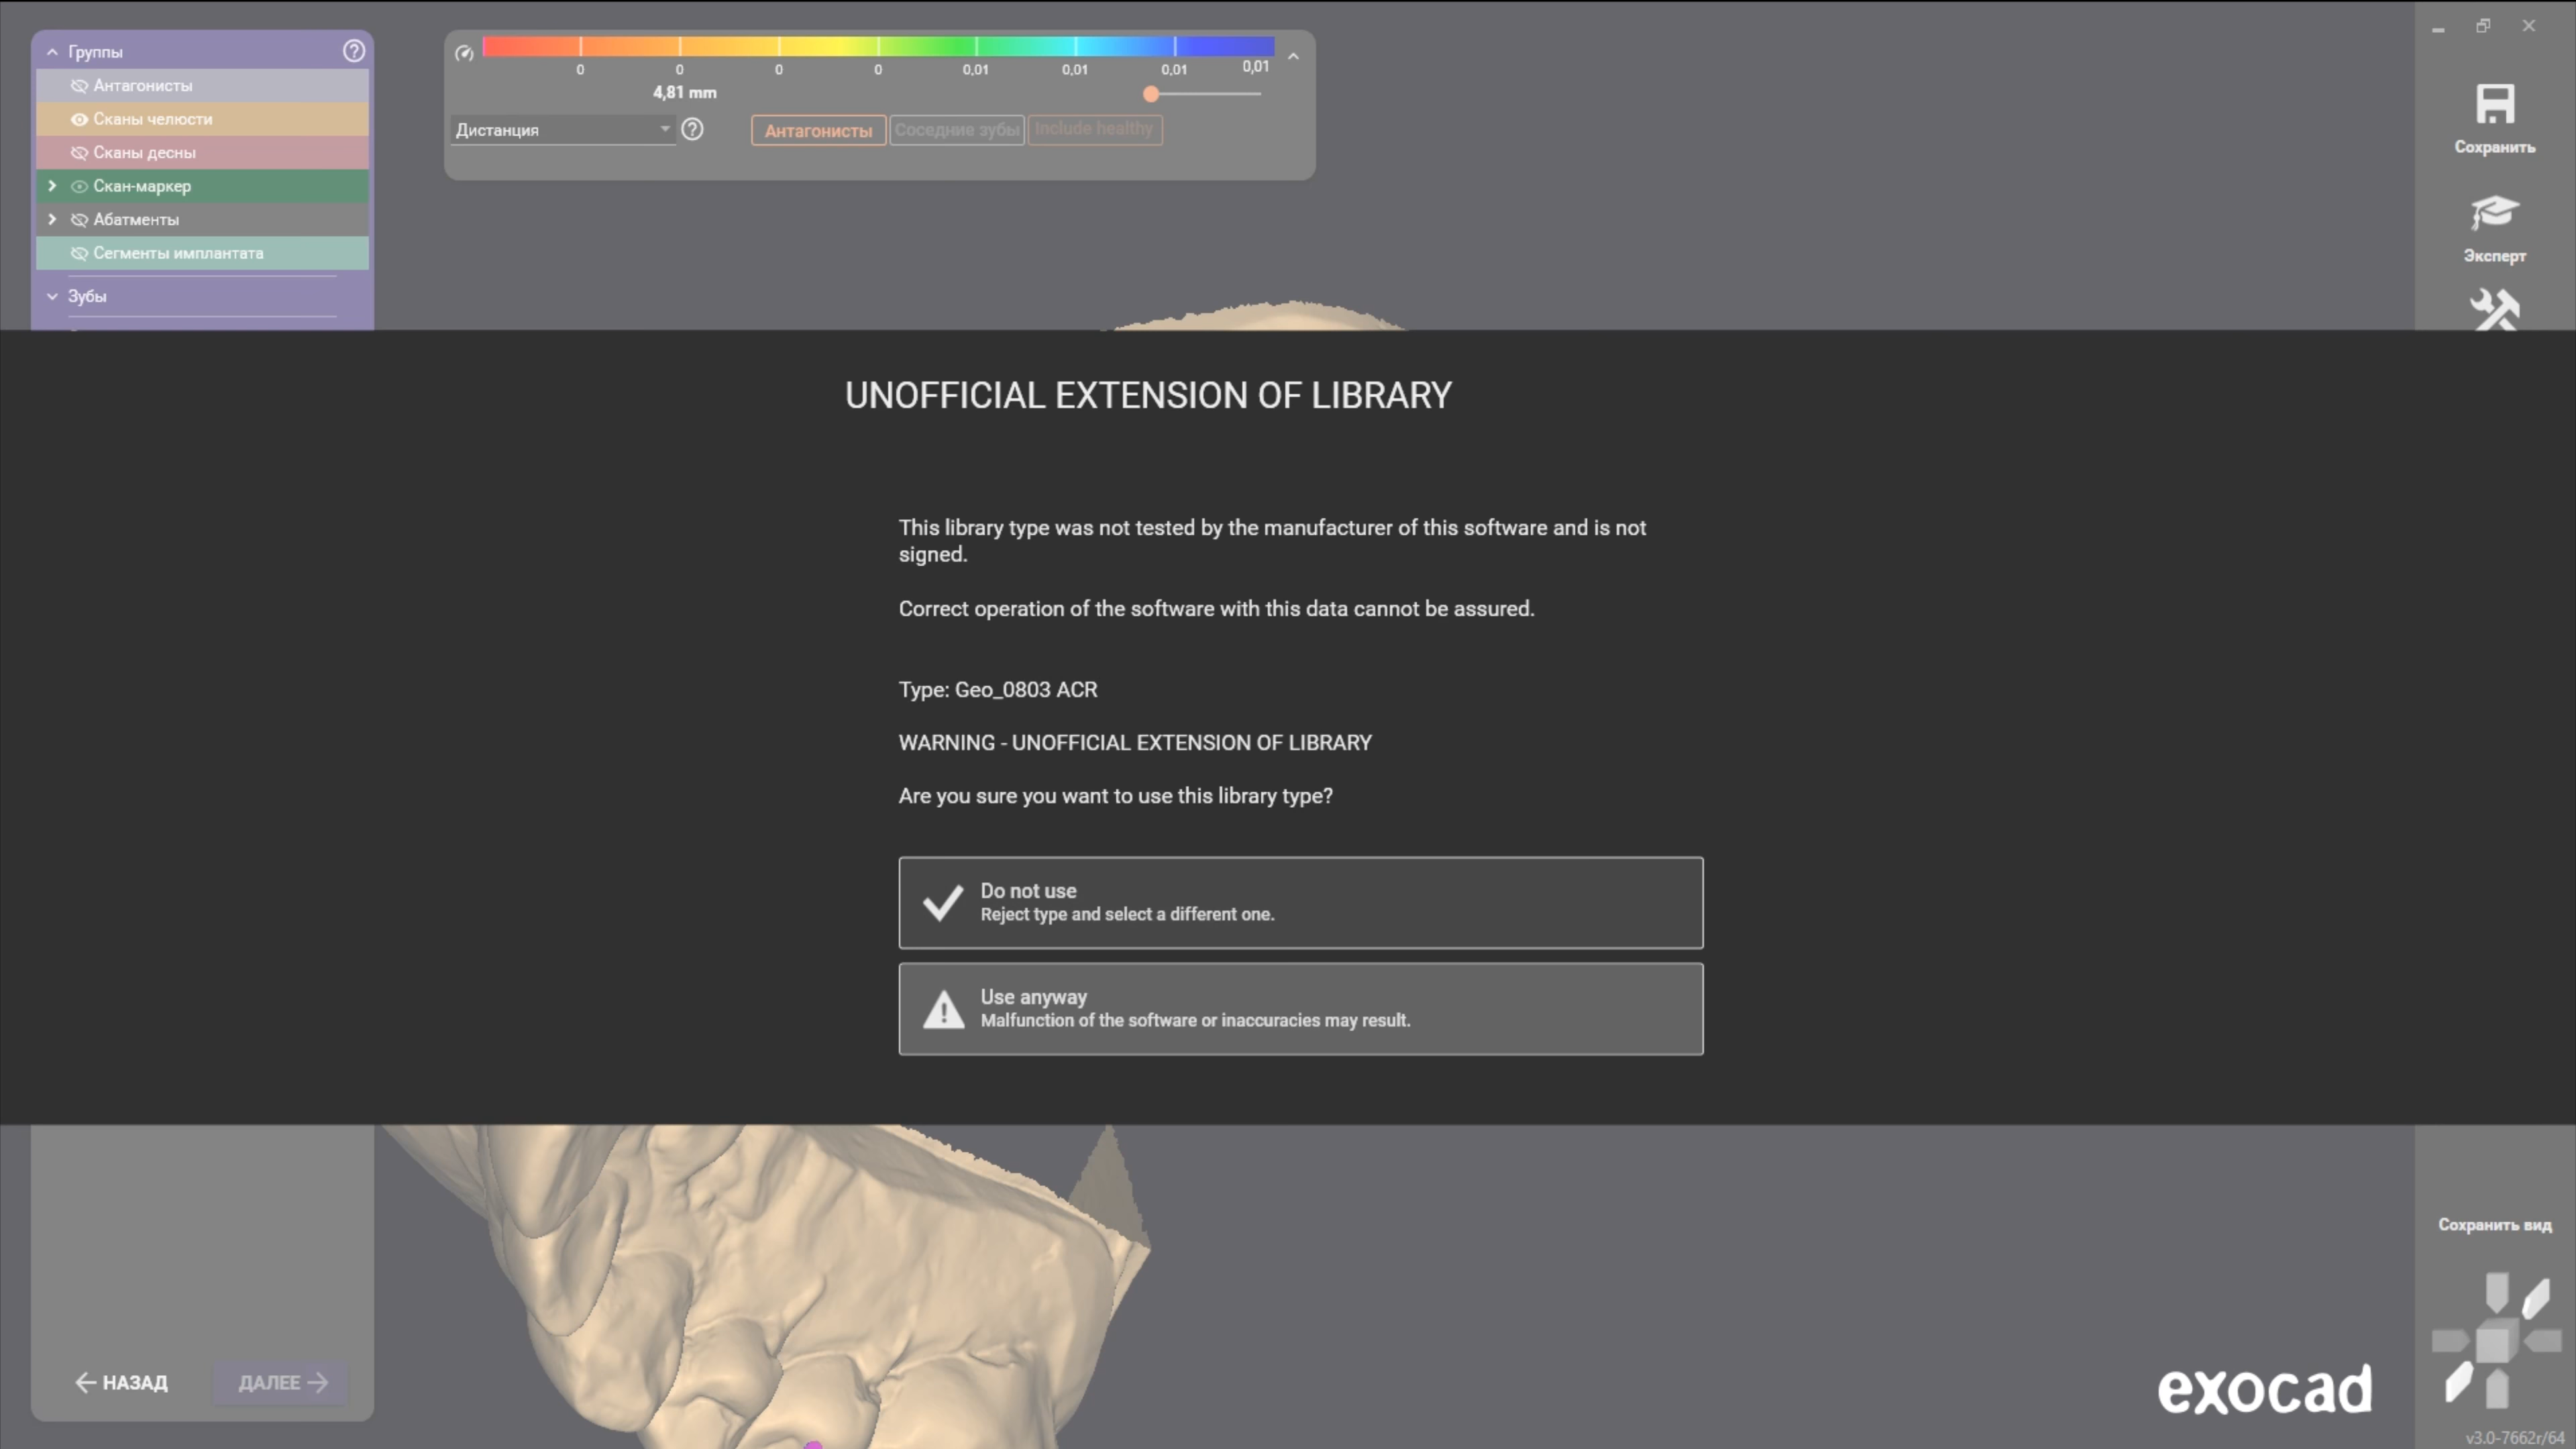 Группы
Антагонисты
Сканы челюсти
Сканы десны
Скан-маркер
Абатменты
Сегменты имплантата
Зубы
0 0 0 0 0,01 0,01 0,01 0,01
4,81 mm
Дистанция
Антагонисты Соседние зубы Include healthy
Сохранить
Эксперт
UNOFFICIAL EXTENSION OF LIBRARY
This library type was not tested by the manufacturer of this software and is not
signed.
Correct operation of the software with this data cannot be assured.
Type: Geo_0803 ACR
WARNING - UNOFFICIAL EXTENSION OF LIBRARY
Are you sure you want to use this library type?
Do not use
Reject type and select a different one.
Use anyway
Malfunction of the software or inaccuracies may result.
Сохранить вид
НАЗАД ДАЛЕЕ
exocad
v3.0-7662r/64